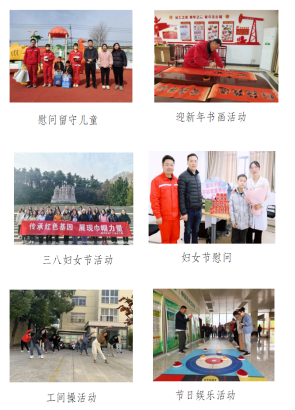 慰问留守儿童
迎新年书画活动
传承红色基因 展现巾帼力量
三八妇女节活动
妇女节慰问
工间操活动
节日娱乐活动